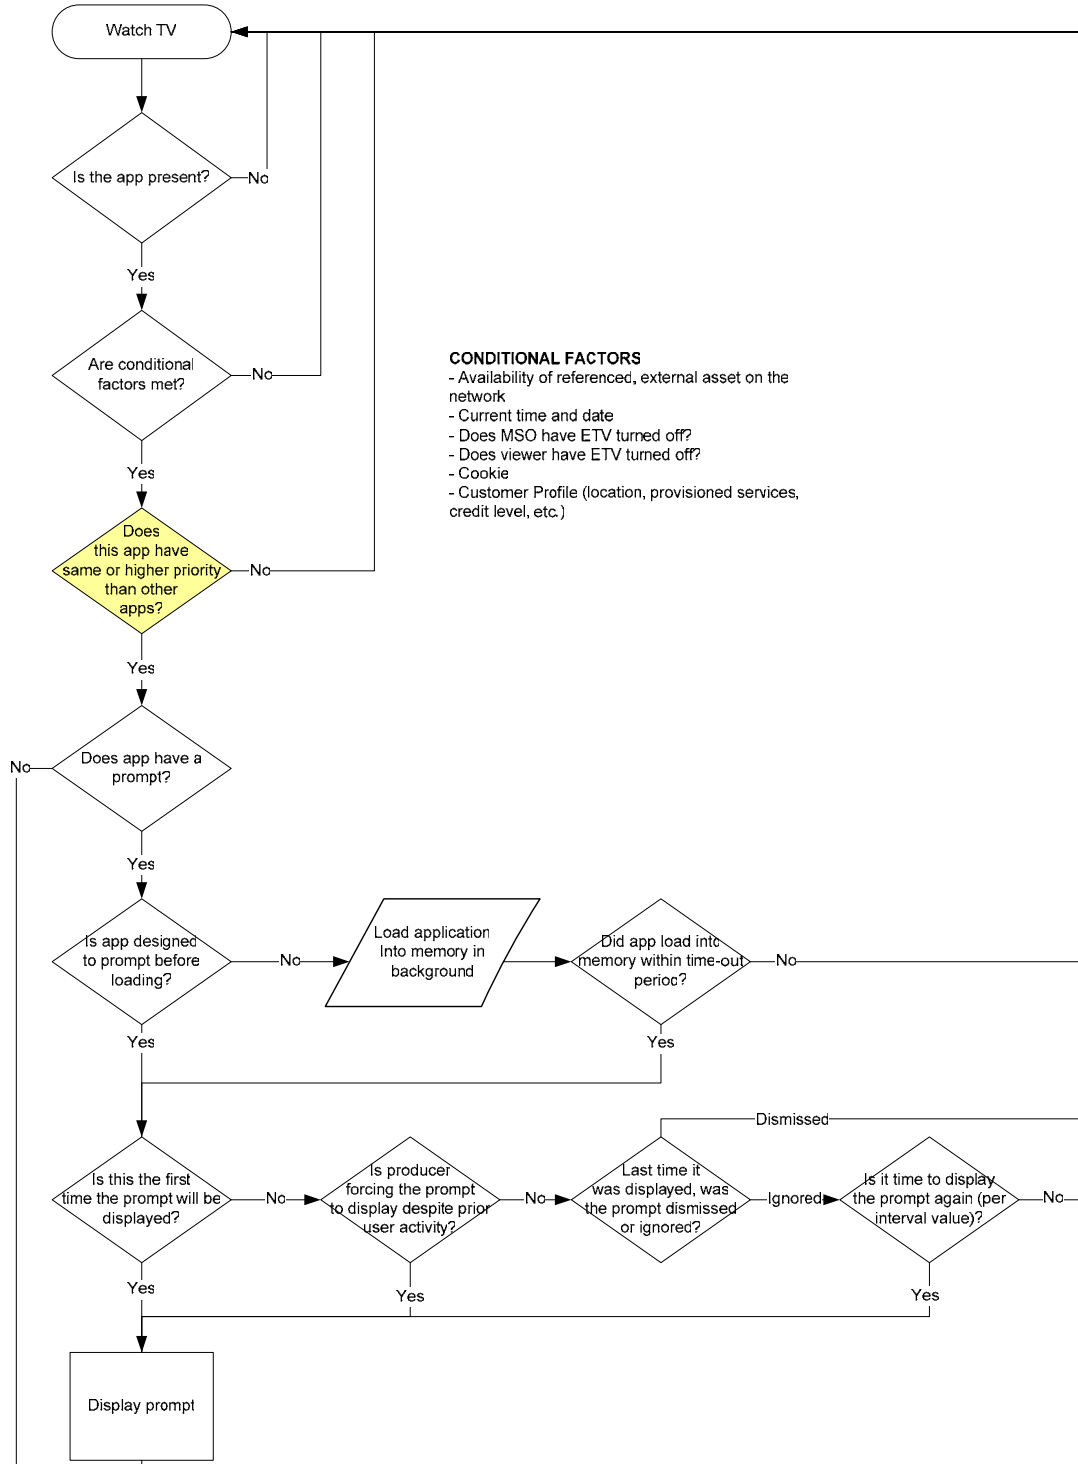 Watch TV
Is the app present?
No
Yes
Are conditional
factors met?
No
CONDITIONAL FACTORS
- Availability of referenced, external asset on the
network
- Current time and date
- Does MSO have ETV turned off?
- Does viewer have ETV turned off?
- Cookie
- Customer Profile (location, provisioned services,
credit level, etc.)
Yes
Does
this app have
same or higher priority
than other
apps?
No
Yes
Does app have a
prompt?
No
Yes
Is app designed
to prompt before
loading?
No
Load application
Into memory in
background
Did app load into
memory within time-out
period?
No
Yes
Yes
Dismissed
Is this the first
time the prompt will be
displayed?
No
Is producer
forcing the prompt
to display despite prior
user activity?
No
Last time it
was displayed, was
the prompt dismissed
or ignored?
Ignored
Is it time to display
the prompt again (per
interval value)?
No
Yes
Yes
Yes
Display prompt